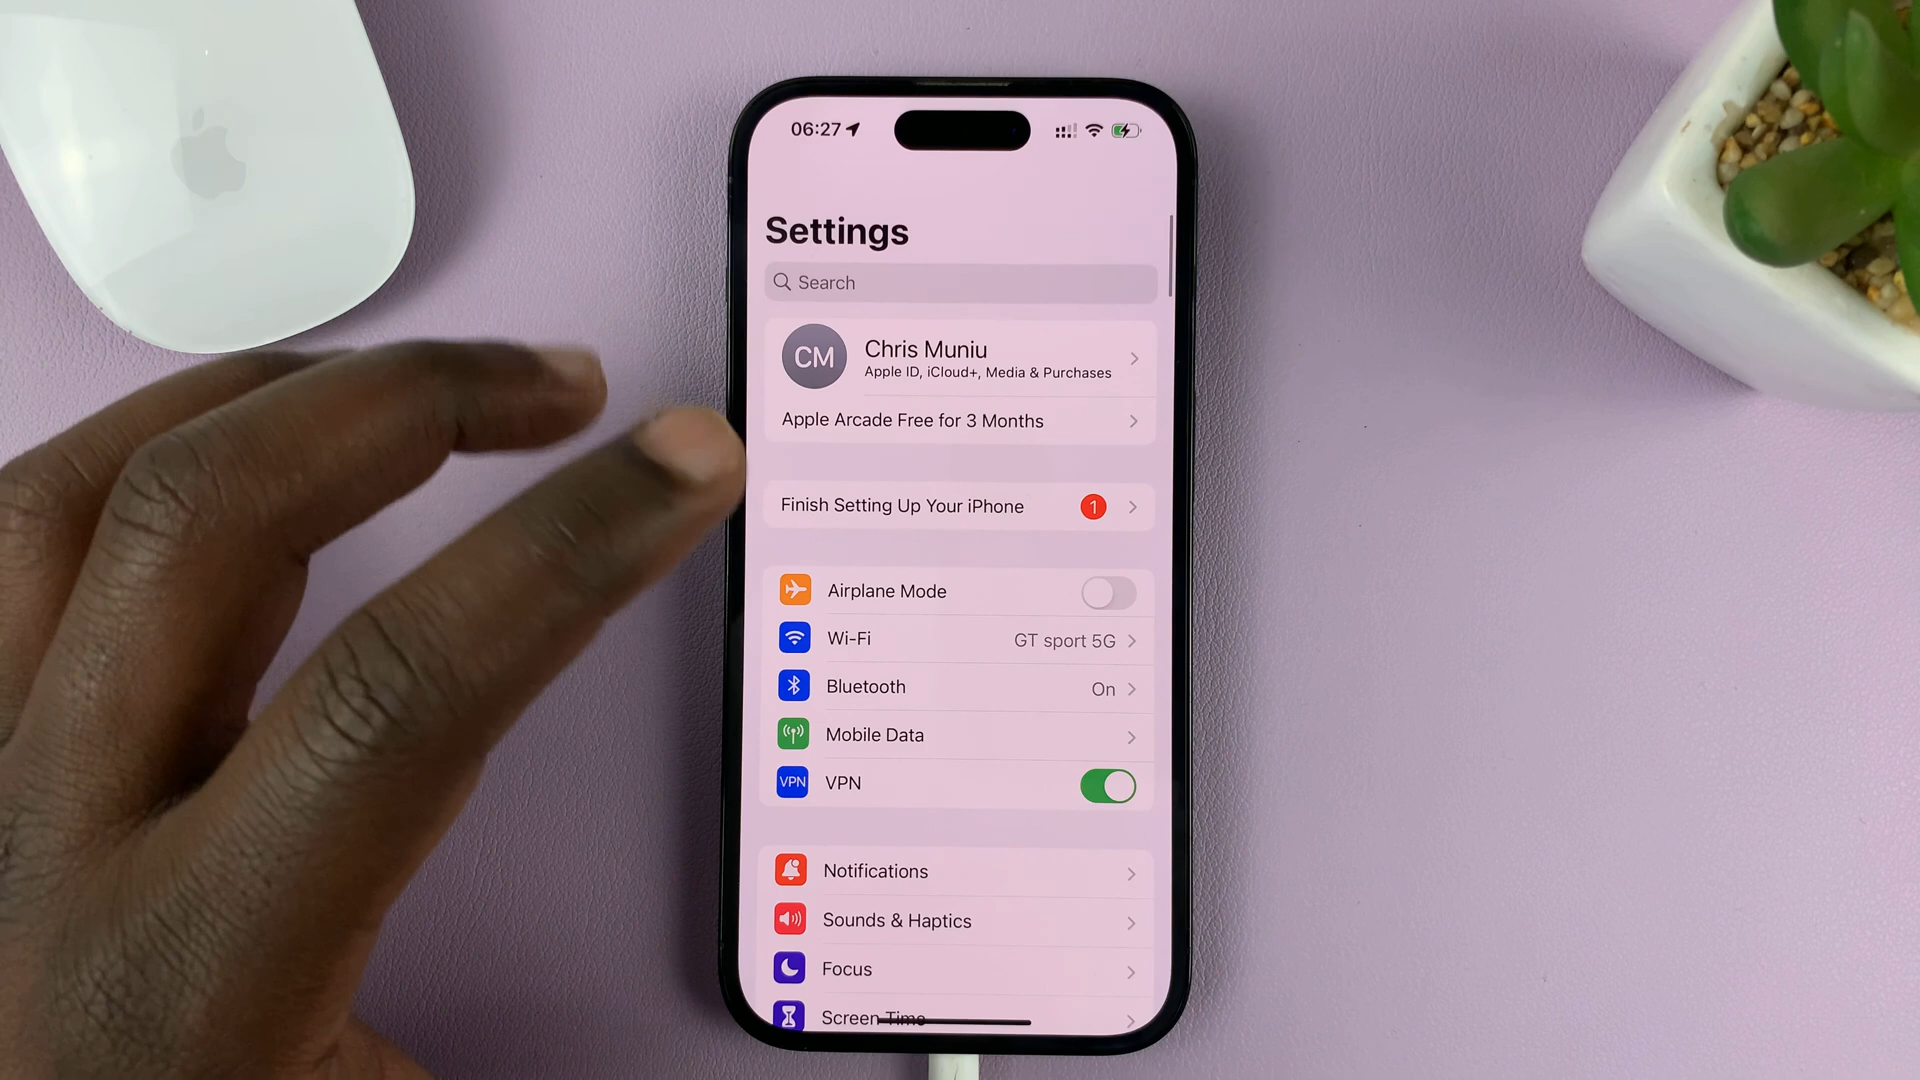 06:27
Settings
Search
CM
Chris Muniu
Apple ID, iCloud+, Media & Purchases
Apple Arcade Free for 3 Months
Finish Setting Up Your iPhone 1
Airplane Mode
Wi-Fi GT sport 5G
Bluetooth On
Mobile Data
VPN VPN
Notifications
Sounds & Haptics
Focus
Screen Time